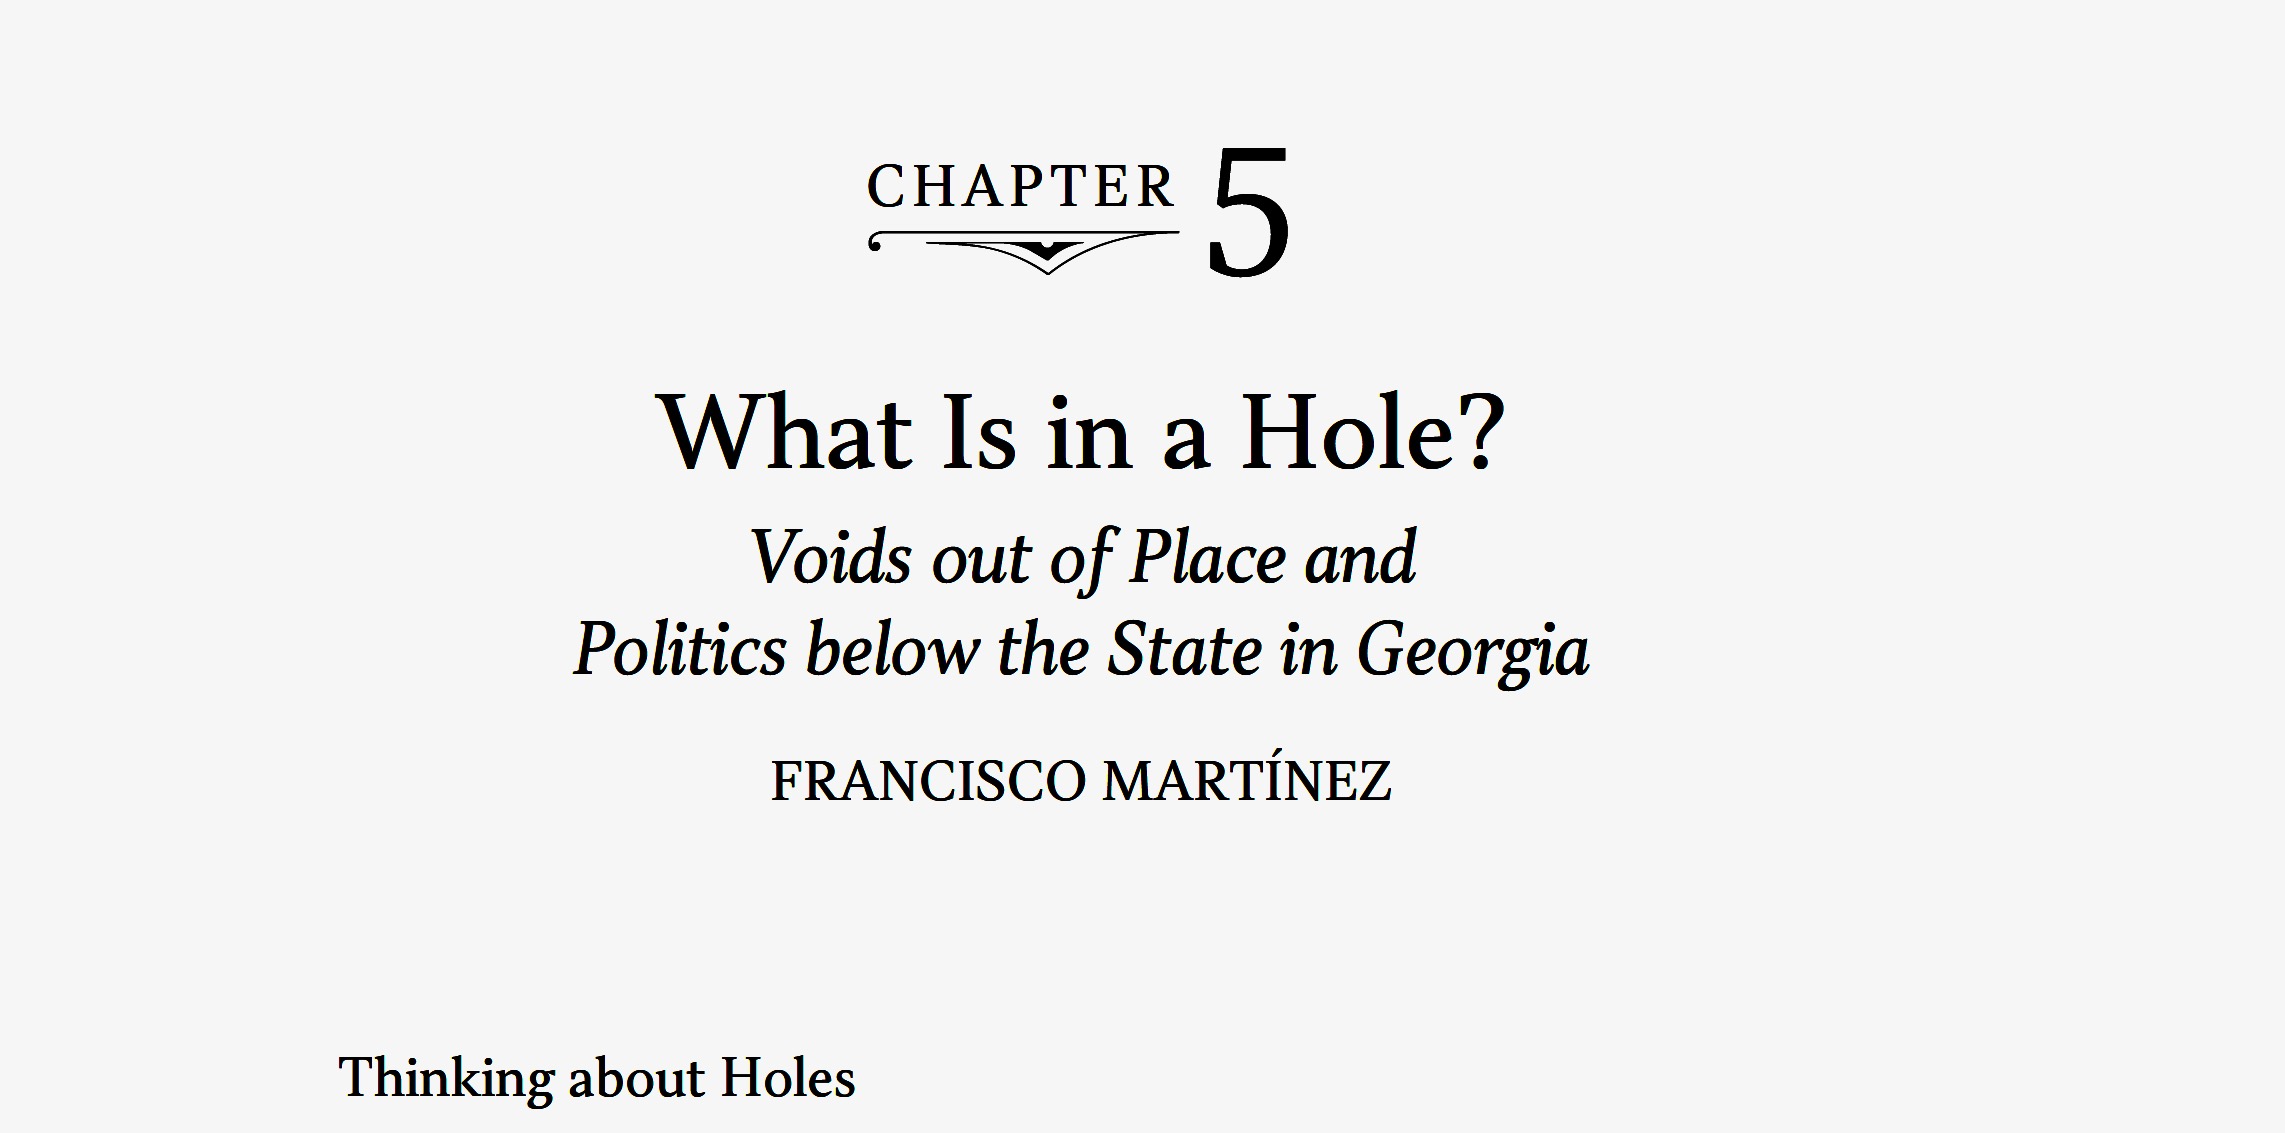 CHAPTER 5
What Is in a Hole?
Voids out of Place and
Politics below the State in Georgia
FRANCISCO MARTÍNEZ
Thinking about Holes